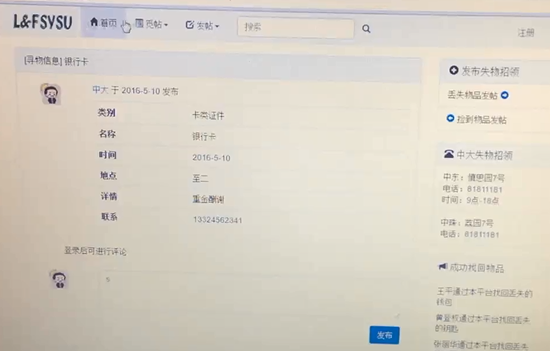 L&FSYSU
首页
览帖
发帖
搜索
注册
[寻物信息] 银行卡
中大 于 2016-5-10 发布
类别 卡类证件
名称 银行卡
时间 2016-5-10
地点 至二
详情 重金酬谢
联系 13324562341
登录后可进行评论
发布
发布失物招领
丢失物品发帖
捡到物品发帖
中大失物招领
中东：慎思园7号
电话：81811181
时间：9点-18点
中珠：荔园7号
电话：81811181
成功找回物品
王平通过本平台找回丢失
的钱包
黄亚权通过本平台找回丢失
的钥匙
张丽华通过本平台找回丢失